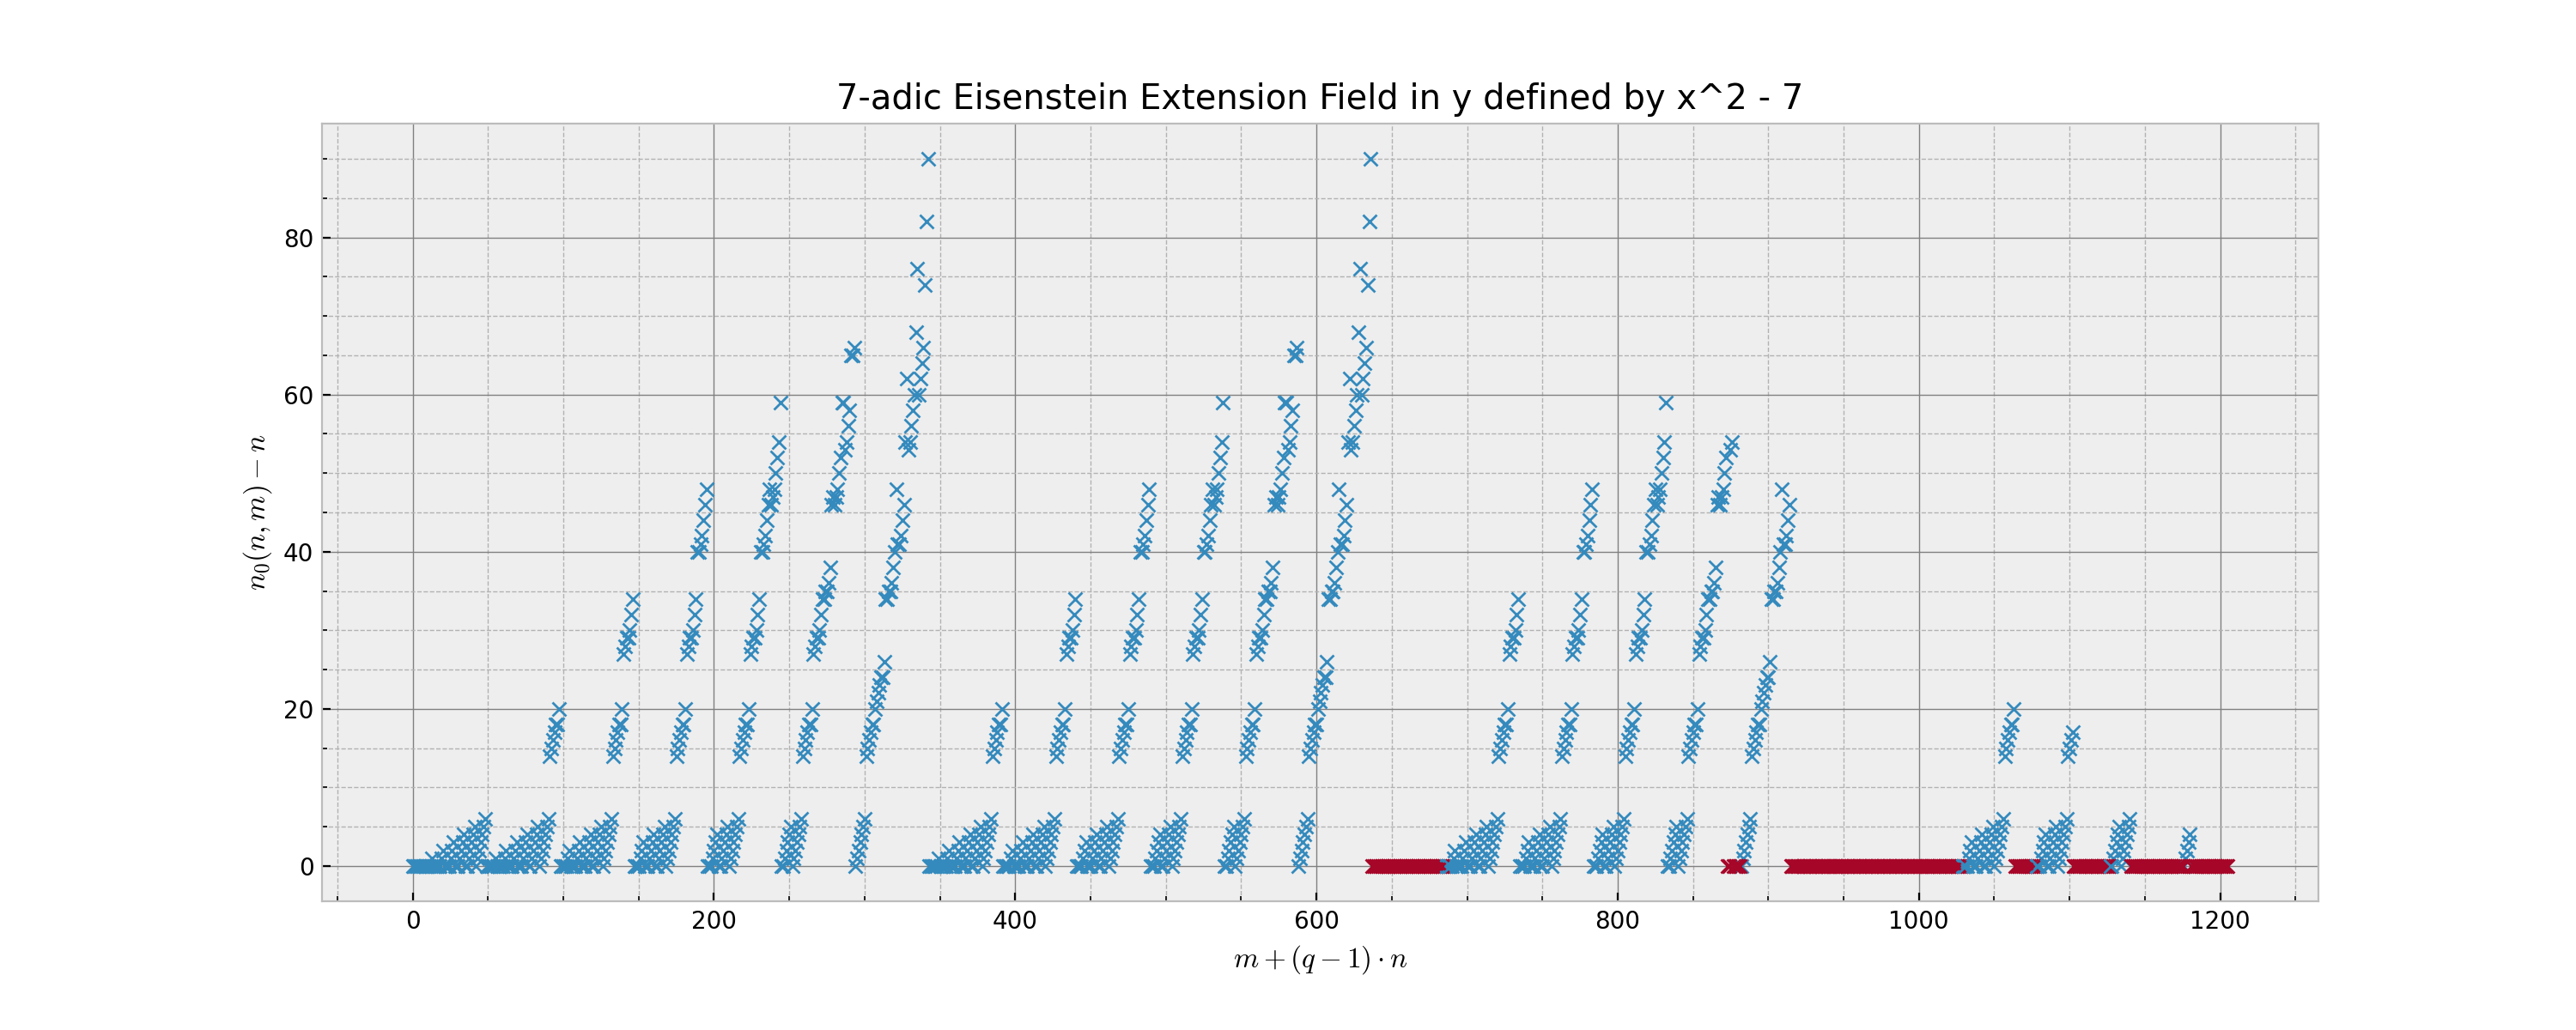 7-adic Eisenstein Extension Field in y defined by x^2 - 7
80
60
40
20
0
n₀(n, m) − n
0 200 400 600 800 1000 1200
m + (q − 1) · n